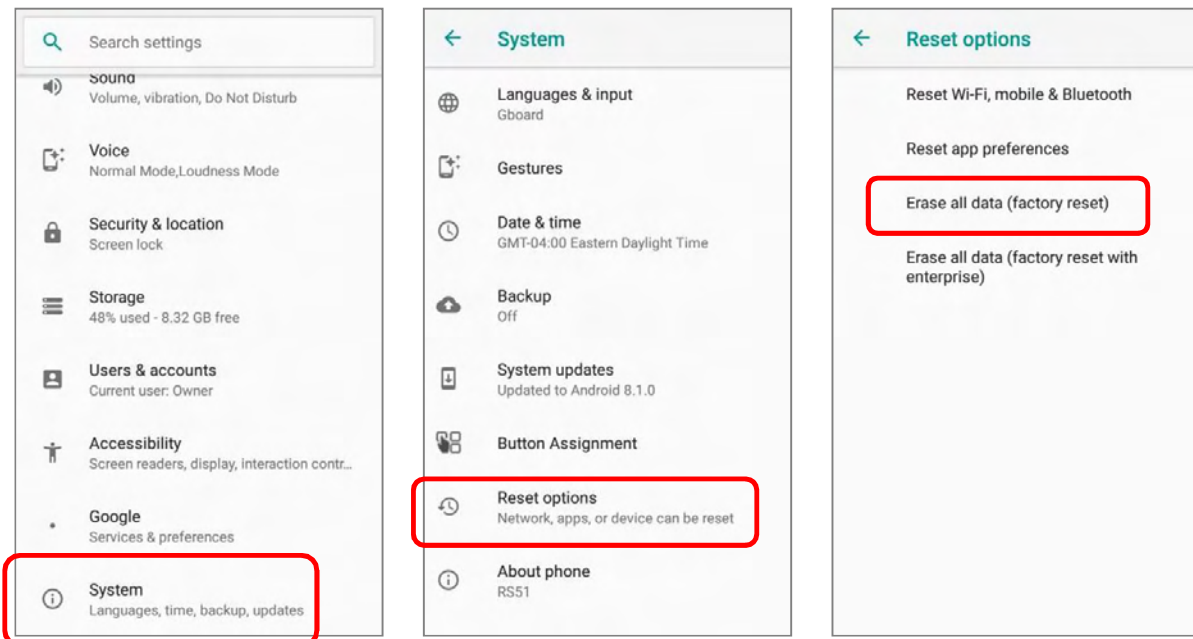 Search settings
Sound
Volume, vibration, Do Not Disturb
Voice
Normal Mode,Loudness Mode
Security & location
Screen lock
Storage
48% used - 8.32 GB free
Users & accounts
Current user: Owner
Accessibility
Screen readers, display, interaction contr...
Google
Services & preferences
System
Languages, time, backup, updates
System
Languages & input
Gboard
Gestures
Date & time
GMT-04:00 Eastern Daylight Time
Backup
Off
System updates
Updated to Android 8.1.0
Button Assignment
Reset options
Network, apps, or device can be reset
About phone
RS51
Reset options
Reset Wi-Fi, mobile & Bluetooth
Reset app preferences
Erase all data (factory reset)
Erase all data (factory reset with
enterprise)